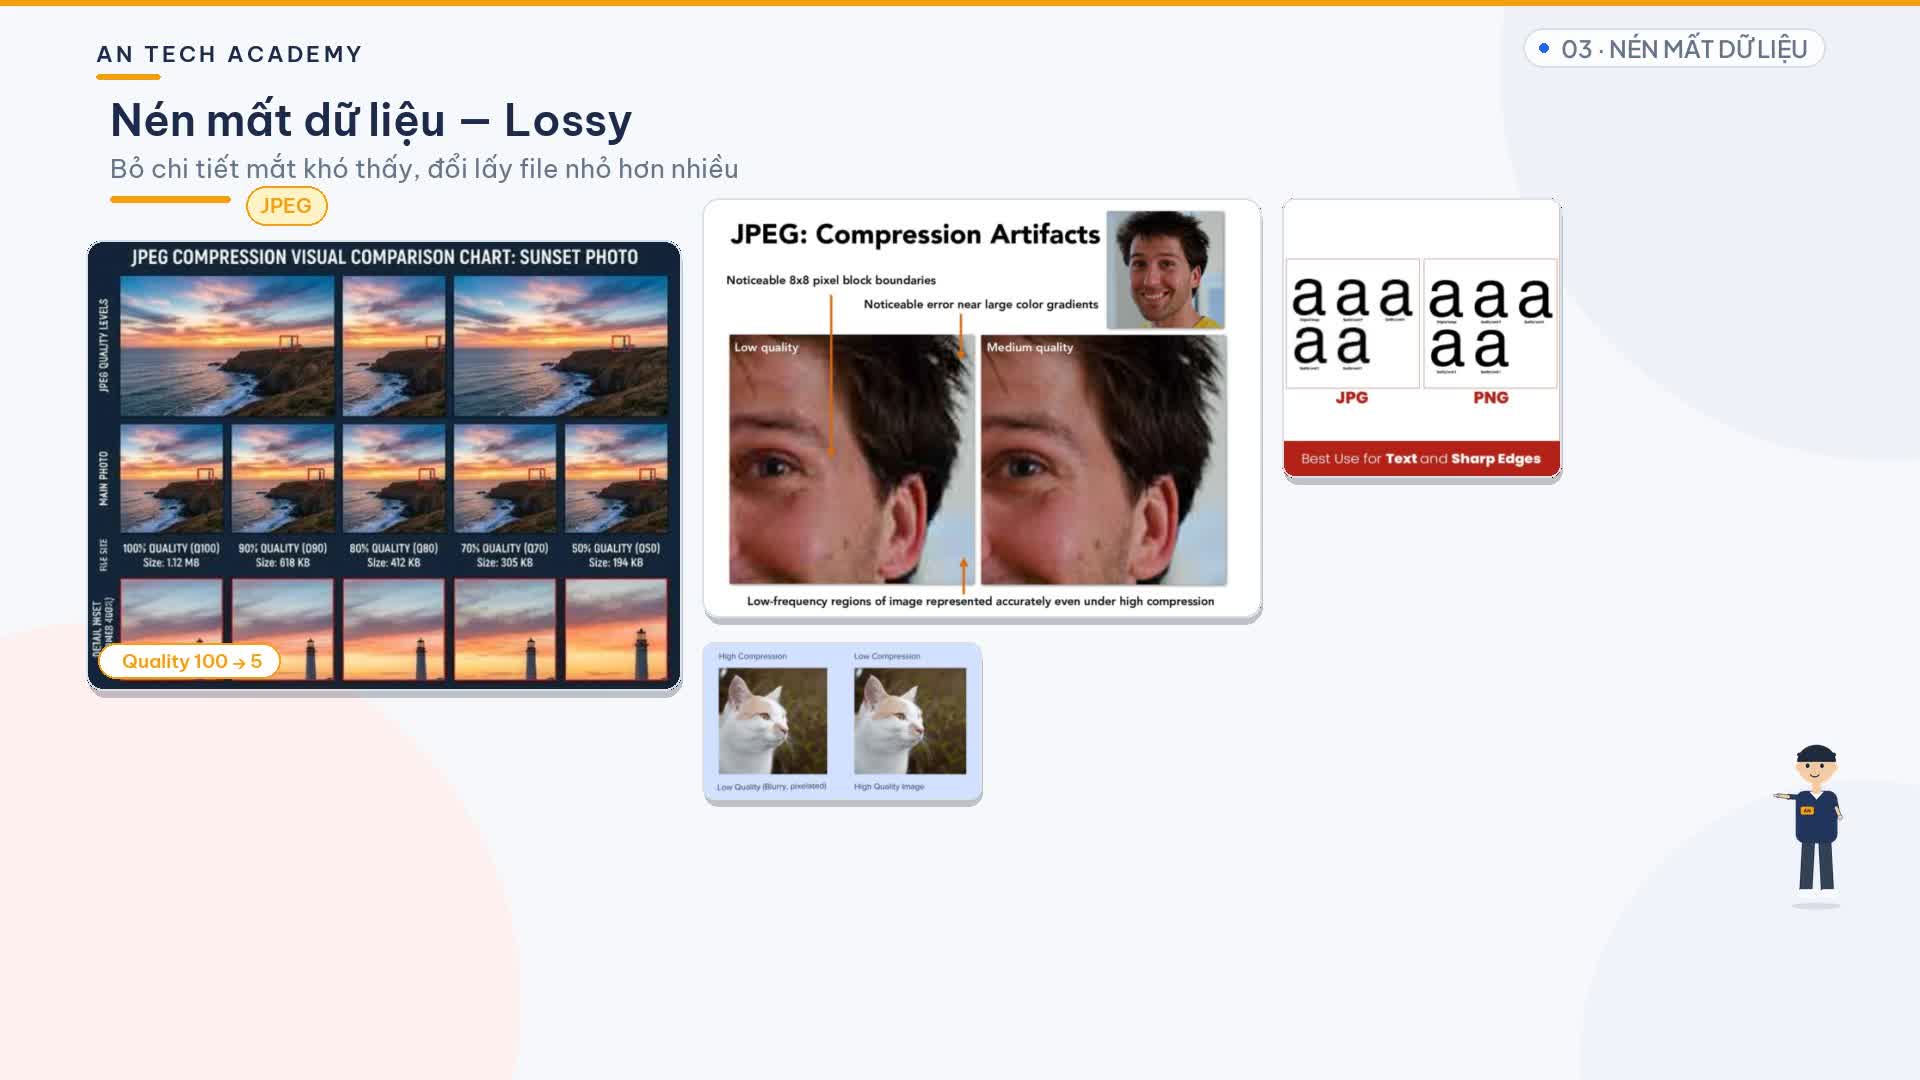 AN TECH ACADEMY
03 · NÉN MẤT DỮ LIỆU
Nén mất dữ liệu — Lossy
Bỏ chi tiết mắt khó thấy, đổi lấy file nhỏ hơn nhiều
JPEG
JPEG COMPRESSION VISUAL COMPARISON CHART: SUNSET PHOTO
JPEG QUALITY LEVELS
MAIN PHOTO
FILE SIZE
100% QUALITY (Q100)
Size: 1.12 MB
90% QUALITY (Q90)
Size: 618 KB
80% QUALITY (Q80)
Size: 412 KB
70% QUALITY (Q70)
Size: 305 KB
50% QUALITY (Q50)
Size: 194 KB
Quality 100 → 5
JPEG: Compression Artifacts
Noticeable 8x8 pixel block boundaries
Noticeable error near large color gradients
Low quality
Medium quality
Low-frequency regions of image represented accurately even under high compression
High Compression
Low Compression
Low Quality (Blurry, pixelated)
High Quality Image
a a a
a a
JPG
a a a
a a
PNG
Best Use for Text and Sharp Edges
AN